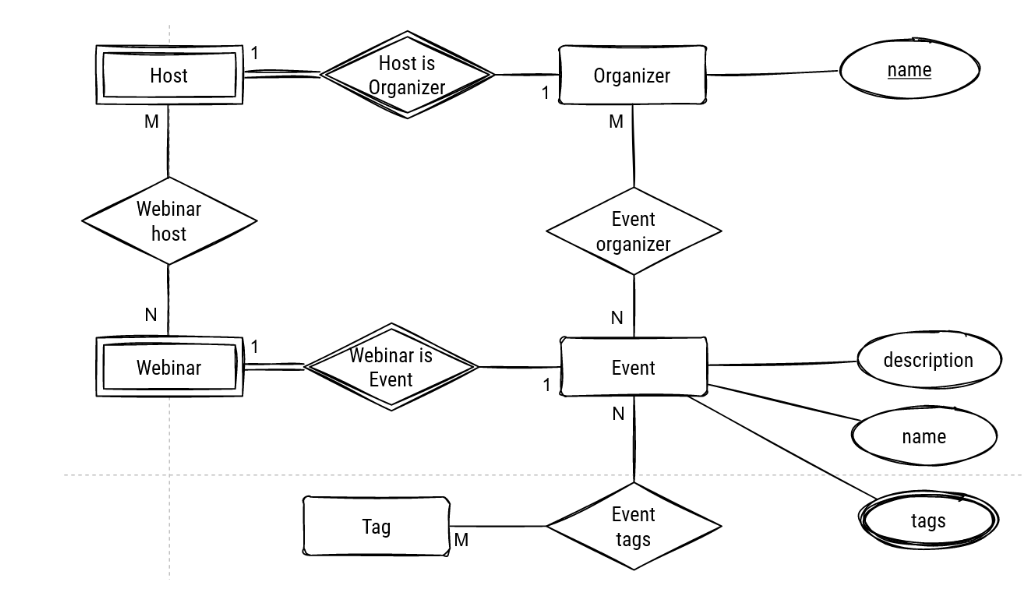 1
Host
Host is
Organizer
Organizer
name
1
M
M
Webinar
host
Event
organizer
N
N
1
Webinar
Webinar is
Event
Event
description
1
N
name
Tag
M
Event
tags
tags